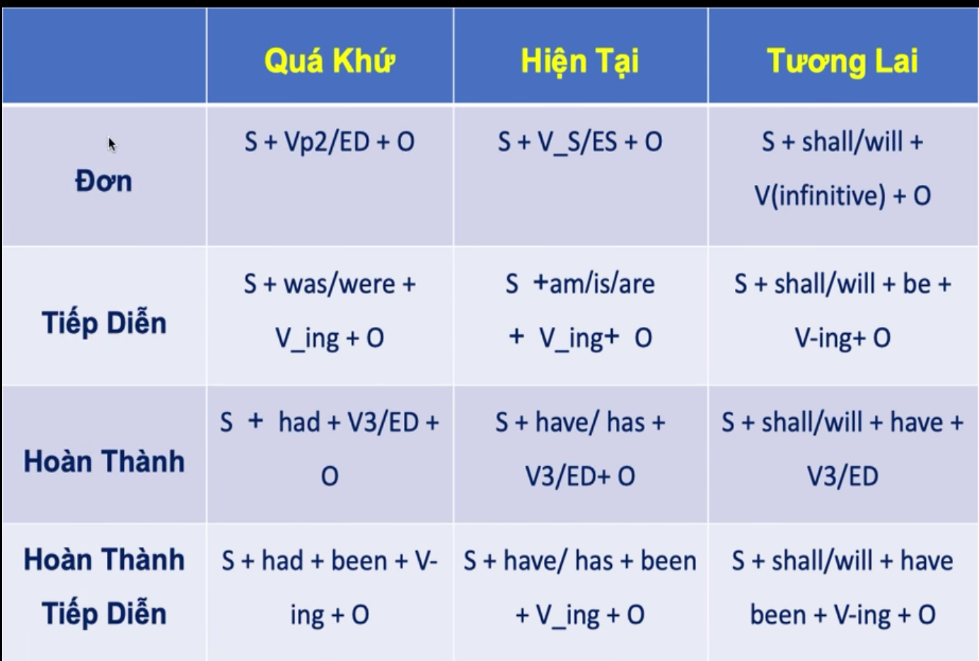 Quá Khứ Hiện Tại Tương Lai
Đơn
S + Vp2/ED + O
S + V_S/ES + O
S + shall/will +
V(infinitive) + O
Tiếp Diễn
S + was/were +
V_ing + O
S +am/is/are
+ V_ing+ O
S + shall/will + be +
V-ing+ O
Hoàn Thành
S + had + V3/ED +
O
S + have/ has +
V3/ED+ O
S + shall/will + have +
V3/ED
Hoàn Thành
Tiếp Diễn
S + had + been + V-
ing + O
S + have/ has + been
+ V_ing + O
S + shall/will + have
been + V-ing + O